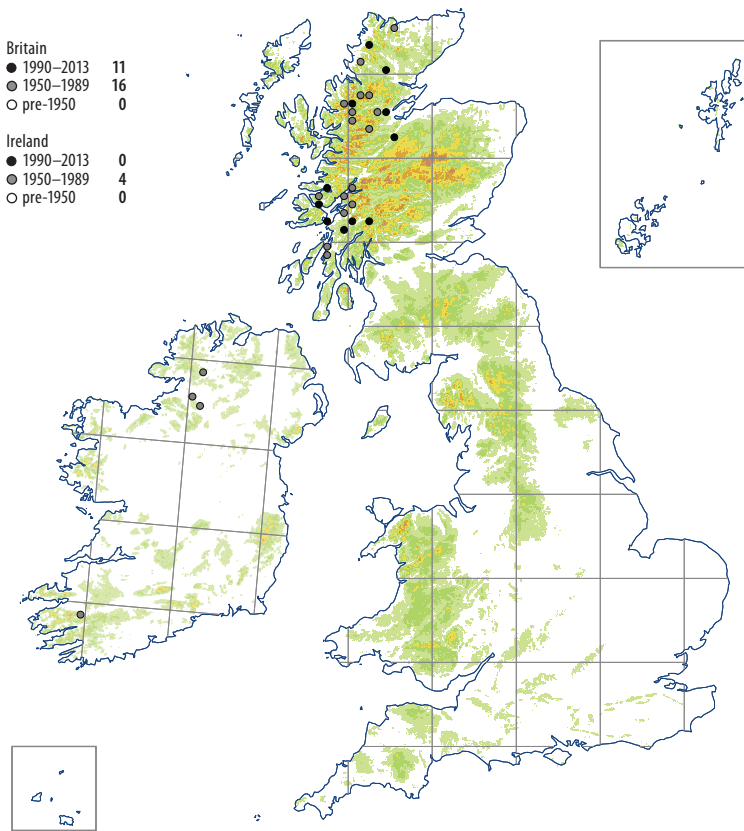 Britain
● 1990–2013 11
● 1950–1989 16
○ pre-1950 0
Ireland
● 1990–2013 0
● 1950–1989 4
○ pre-1950 0